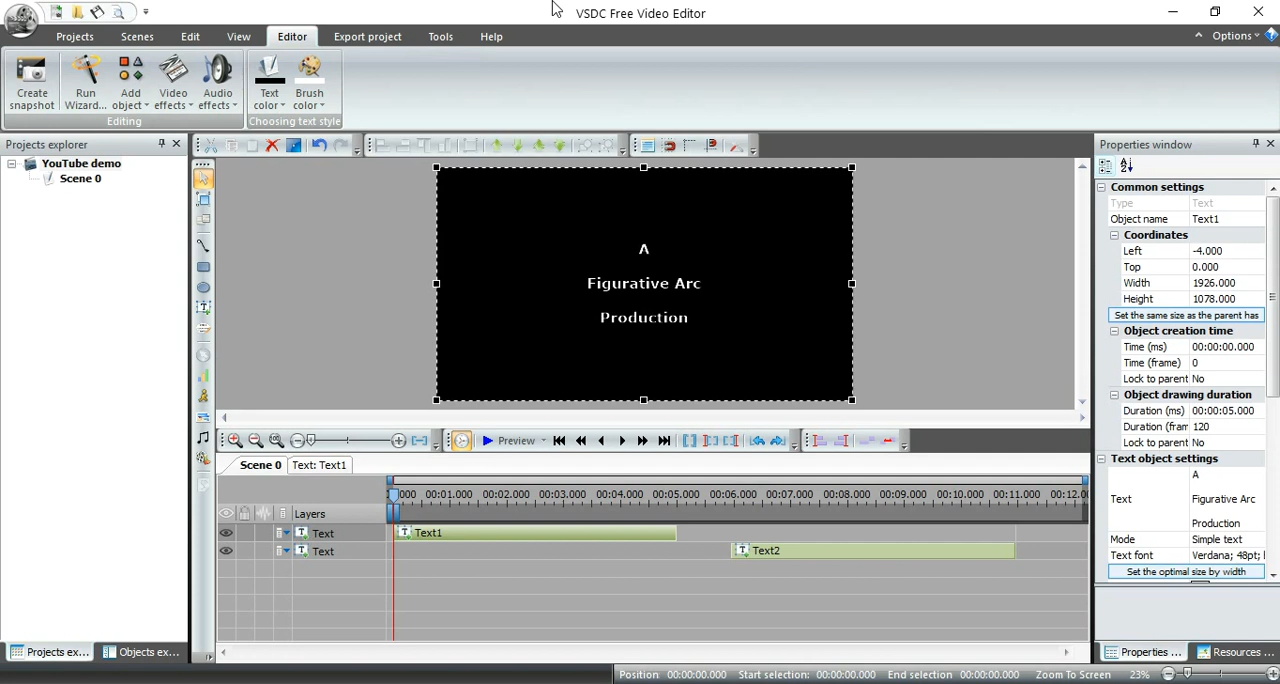 VSDC Free Video Editor
Projects Scenes Edit View Editor Export project Tools Help Options
Create snapshot
Run Wizard...
Add object
Video effects
Audio effects
Text color
Brush color
Editing
Choosing text style
Projects explorer
YouTube demo
Scene 0
A
Figurative Arc
Production
Properties window
Common settings
Type Text
Object name Text1
Coordinates
Left -4.000
Top 0.000
Width 1926.000
Height 1078.000
Set the same size as the parent has
Object creation time
Time (ms) 00:00:00.000
Time (frame) 0
Lock to parent No
Object drawing duration
Duration (ms) 00:00:05.000
Duration (fram 120
Lock to parent No
Text object settings
Text A
Figurative Arc
Production
Mode Simple text
Text font Verdana; 48pt;
Set the optimal size by width
Preview
Scene 0 Text: Text1
:000 00:01.000 00:02.000 00:03.000 00:04.000 00:05.000 00:06.000 00:07.000 00:08.000 00:09.000 00:10.000 00:11.000 00:12.0
Layers
Text Text1
Text Text2
Projects ex... Objects ex... Properties ... Resources ...
Position: 00:00:00.000 Start selection: 00:00:00.000 End selection: 00:00:00.000 Zoom To Screen 23%